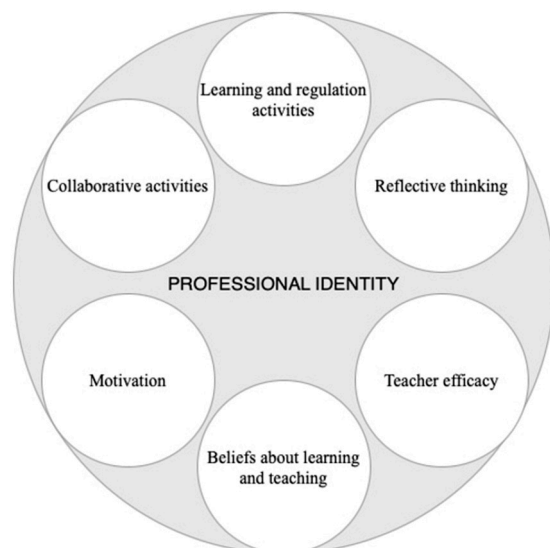 Learning and regulation
activities
Collaborative activities
Reflective thinking
PROFESSIONAL IDENTITY
Motivation
Teacher efficacy
Beliefs about learning
and teaching